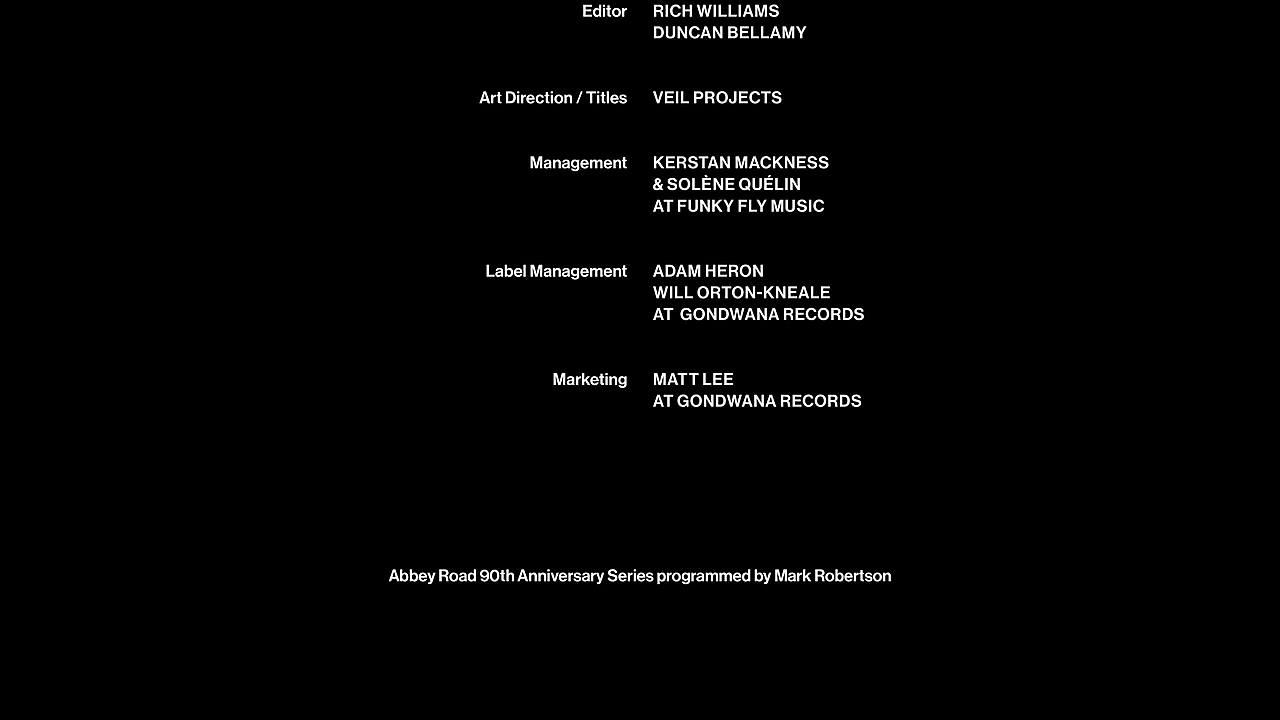 Editor RICH WILLIAMS
DUNCAN BELLAMY
Art Direction / Titles VEIL PROJECTS
Management KERSTAN MACKNESS
& SOLÈNE QUÉLIN
AT FUNKY FLY MUSIC
Label Management ADAM HERON
WILL ORTON-KNEALE
AT GONDWANA RECORDS
Marketing MATT LEE
AT GONDWANA RECORDS
Abbey Road 90th Anniversary Series programmed by Mark Robertson